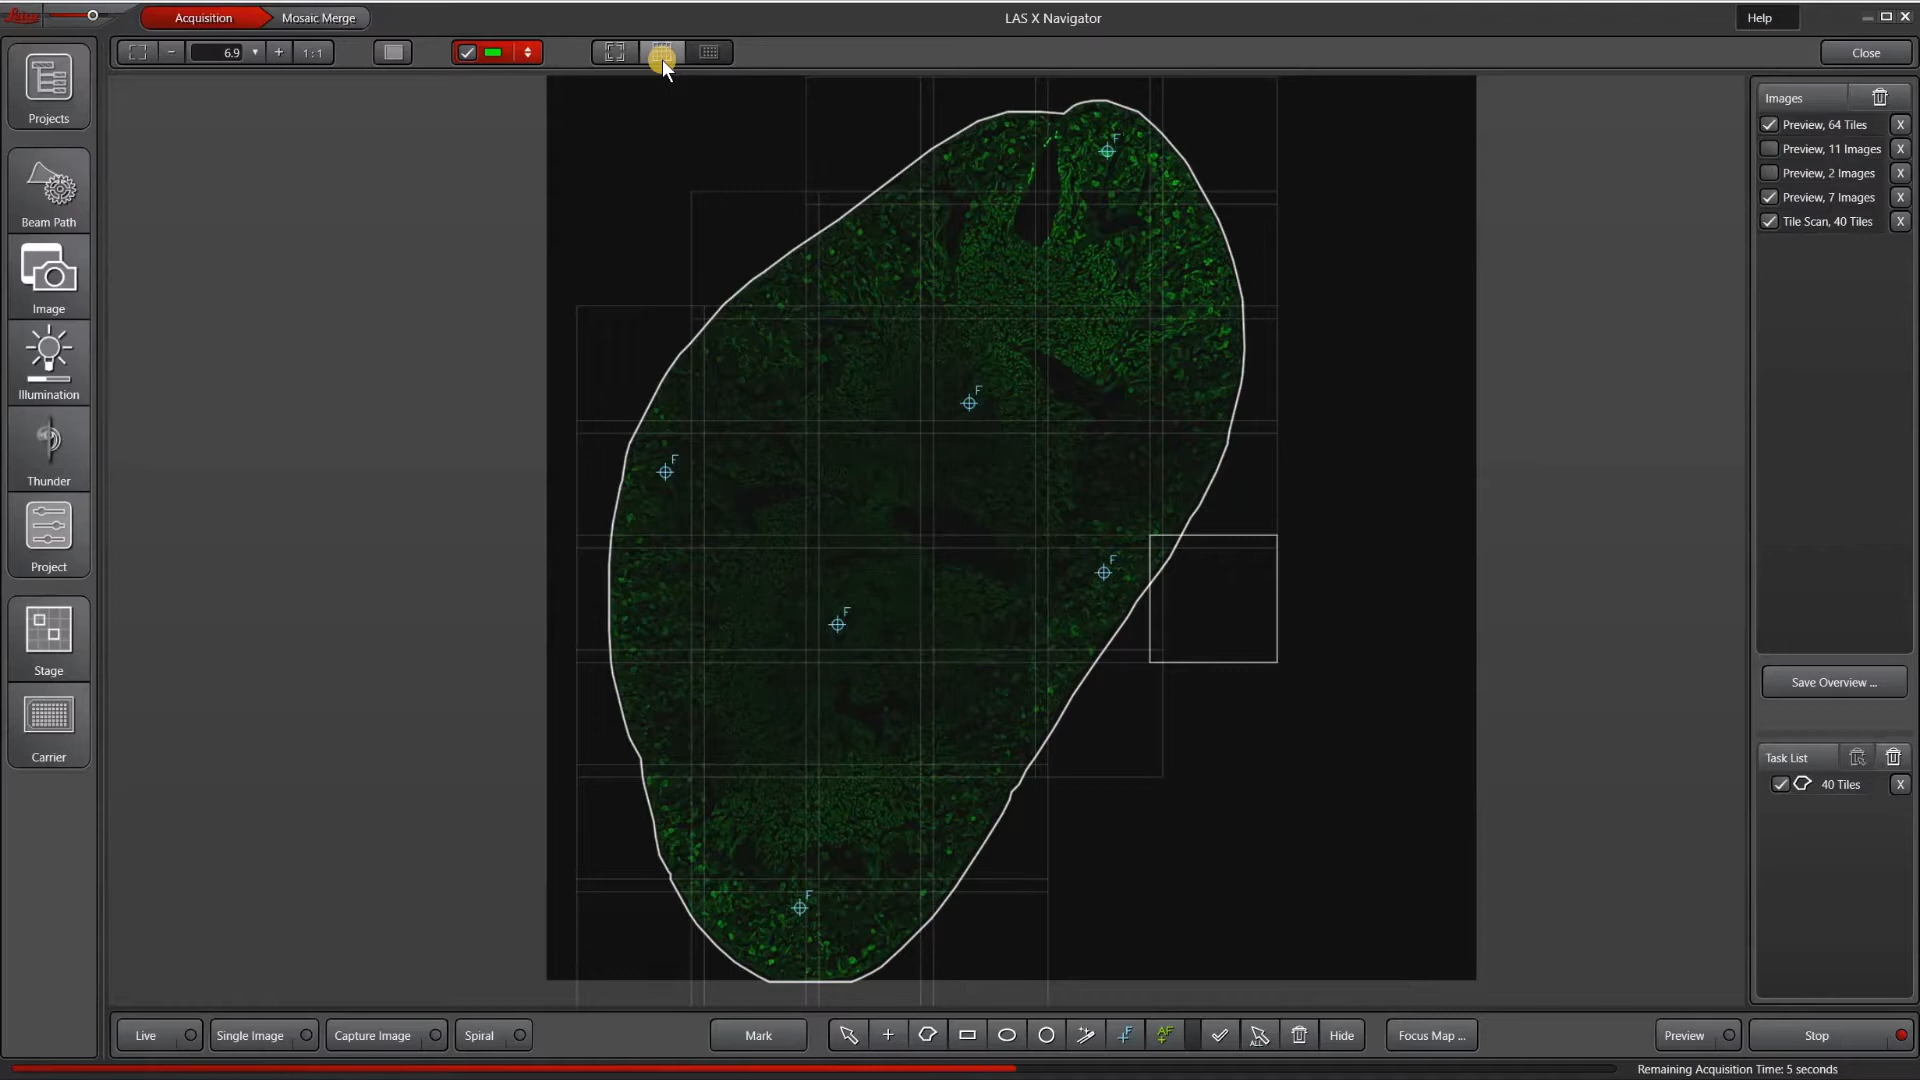 Leica
Acquisition
Mosaic Merge
LAS X Navigator
Help
6.9
1:1
Close
Projects
Beam Path
Image
Illumination
Thunder
Project
Stage
Carrier
F
F
F
F
F
F
Images
Preview, 64 Tiles X
Preview, 11 Images X
Preview, 2 Images X
Preview, 7 Images X
Tile Scan, 40 Tiles X
Save Overview ...
Task List
40 Tiles X
Live
Single Image
Capture Image
Spiral
Mark
F
AF
ALL
Hide
Focus Map ...
Preview
Stop
Remaining Acquisition Time: 5 seconds